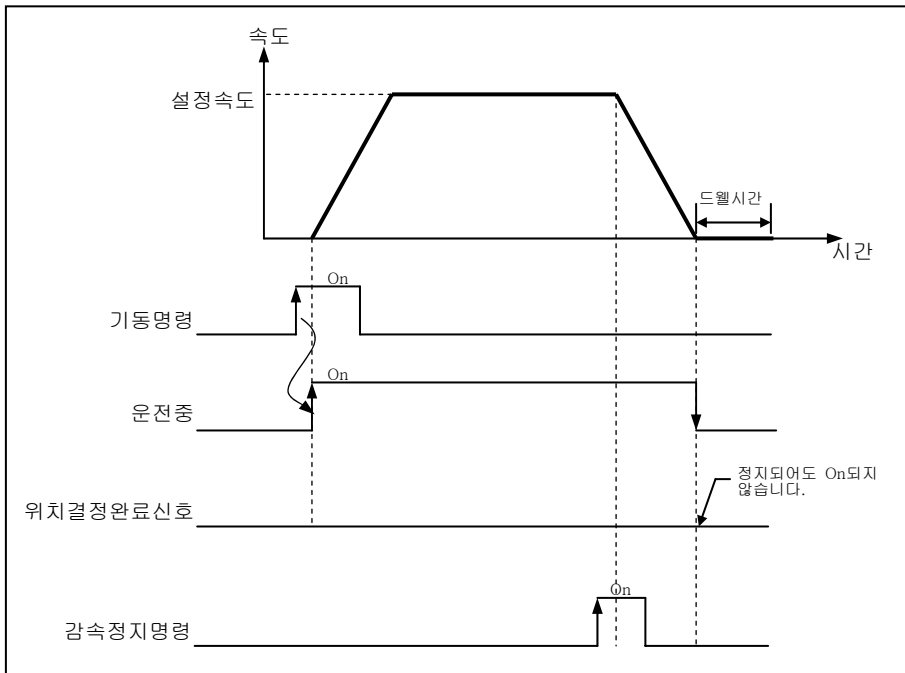 속도
설정속도
드웰시간
시간
On
기동명령
On
운전중
정지되어도 On되지
않습니다.
위치결정완료신호
On
감속정지명령